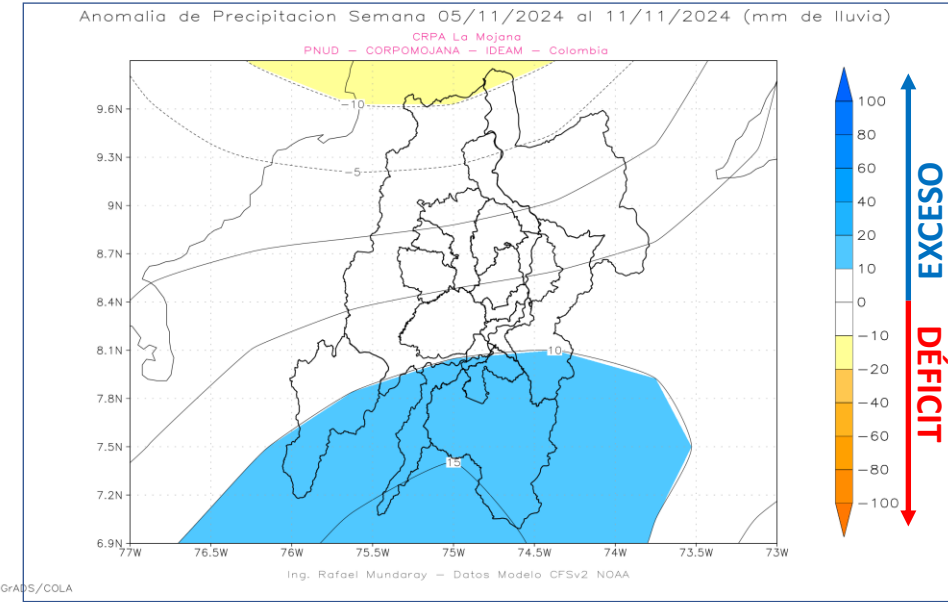 Anomalia de Precipitacion Semana 05/11/2024 al 11/11/2024 (mm de lluvia)
CRPA La Mojana
PNUD – CORPOMOJANA – IDEAM – Colombia
9.6N
9.3N
9N
8.7N
8.4N
8.1N
7.8N
7.5N
7.2N
6.9N
-10
-5
10
15
77W 76.5W 76W 75.5W 75W 74.5W 74W 73.5W 73W
100
80
60
40
20
10
0
-10
-20
-40
-60
-80
-100
EXCESO
DÉFICIT
Ing. Rafael Mundaray – Datos Modelo CFSv2 NOAA
GrADS/COLA